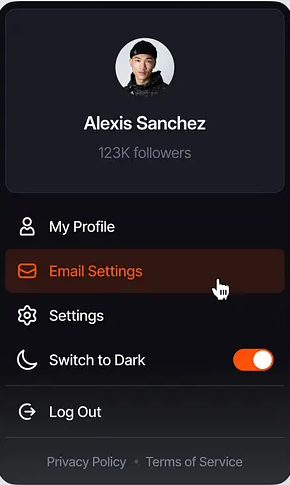 Alexis Sanchez
123K followers
My Profile
Email Settings
Settings
Switch to Dark
Log Out
Privacy Policy • Terms of Service